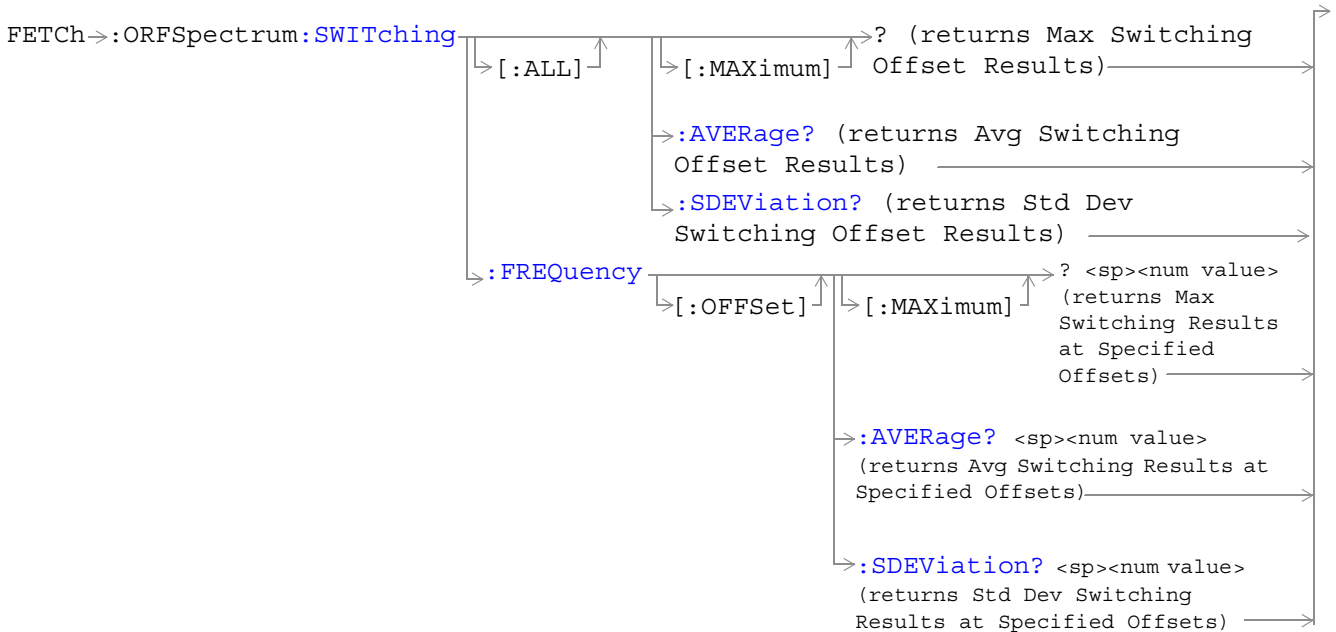 FETCh :ORFSpectrum:SWITching ? (returns Max Switching
[:ALL] [:MAXimum] Offset Results)
:AVERage? (returns Avg Switching
Offset Results)
:SDEViation? (returns Std Dev
Switching Offset Results)
:FREQuency ? <sp><num value>
[:OFFSet] [:MAXimum] (returns Max
Switching Results
at Specified
Offsets)
:AVERage? <sp><num value>
(returns Avg Switching Results at
Specified Offsets)
:SDEViation? <sp><num value>
(returns Std Dev Switching
Results at Specified Offsets)